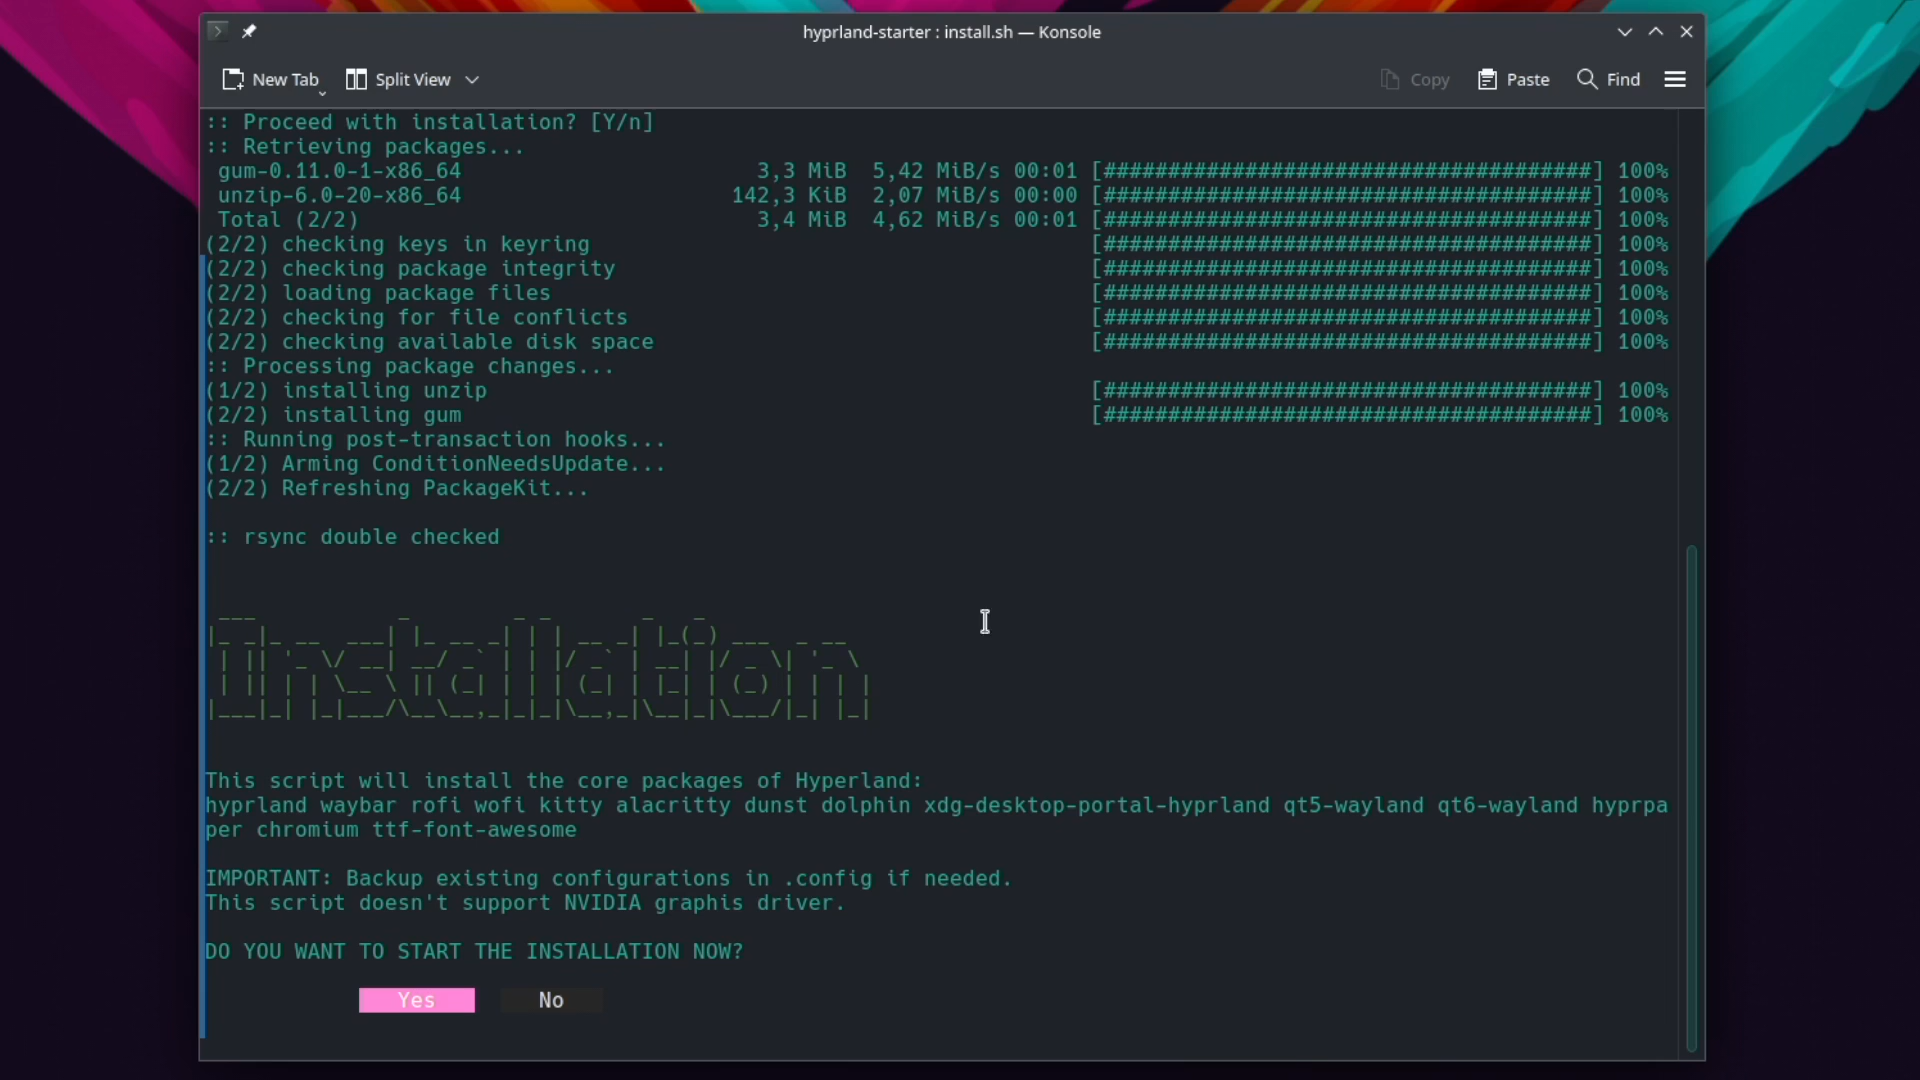 hyprland-starter : install.sh — Konsole
New Tab
Split View
Copy
Paste
Find
:: Proceed with installation? [Y/n]
:: Retrieving packages...
gum-0.11.0-1-x86_64 3,3 MiB 5,42 MiB/s 00:01 [######################################] 100%
unzip-6.0-20-x86_64 142,3 KiB 2,07 MiB/s 00:00 [######################################] 100%
Total (2/2) 3,4 MiB 4,62 MiB/s 00:01 [######################################] 100%
(2/2) checking keys in keyring [######################################] 100%
(2/2) checking package integrity [######################################] 100%
(2/2) loading package files [######################################] 100%
(2/2) checking for file conflicts [######################################] 100%
(2/2) checking available disk space [######################################] 100%
:: Processing package changes...
(1/2) installing unzip [######################################] 100%
(2/2) installing gum [######################################] 100%
:: Running post-transaction hooks...
(1/2) Arming ConditionNeedsUpdate...
(2/2) Refreshing PackageKit...
:: rsync double checked
Installation
This script will install the core packages of Hyperland:
hyprland waybar rofi wofi kitty alacritty dunst dolphin xdg-desktop-portal-hyprland qt5-wayland qt6-wayland hyprpa
per chromium ttf-font-awesome
IMPORTANT: Backup existing configurations in .config if needed.
This script doesn't support NVIDIA graphis driver.
DO YOU WANT TO START THE INSTALLATION NOW?
Yes No